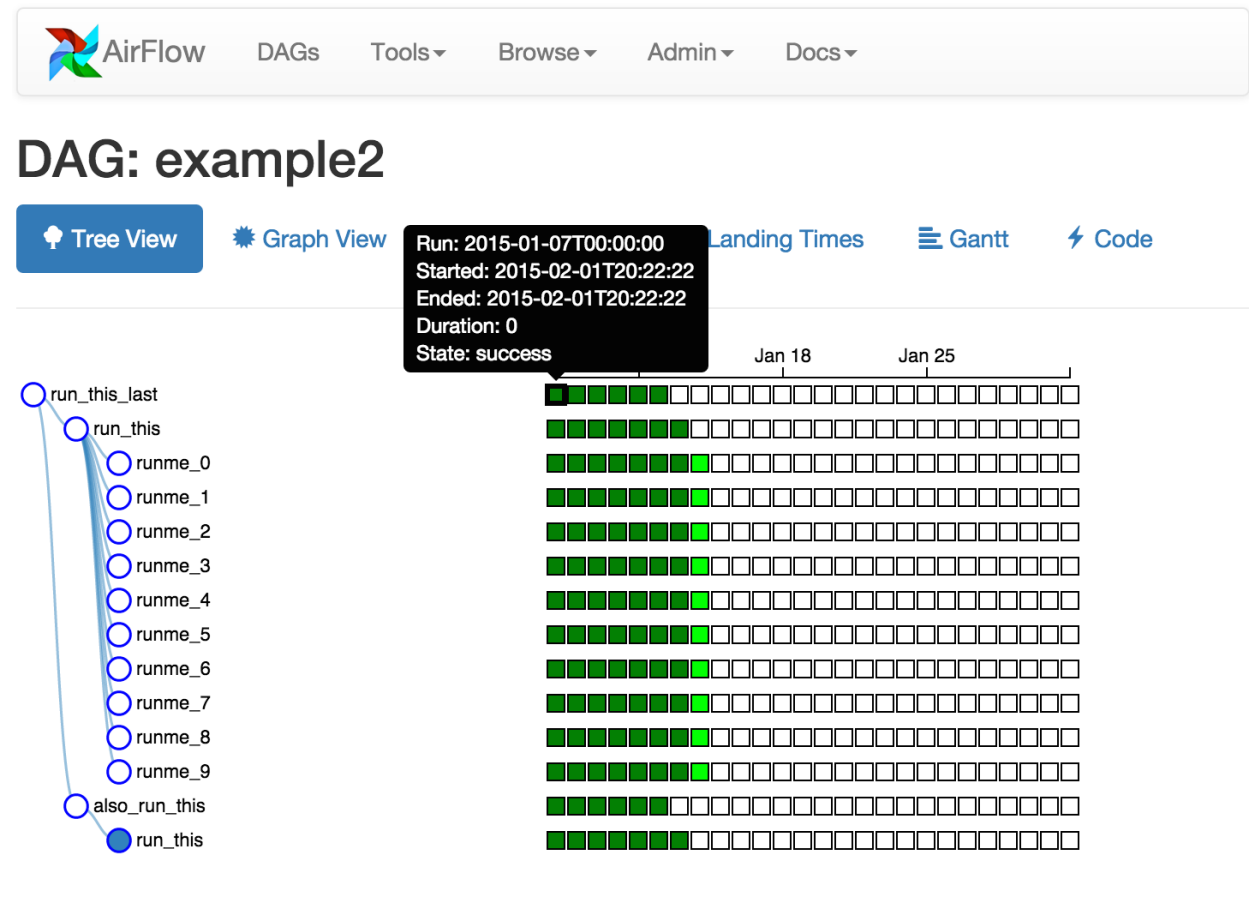 AirFlow DAGs Tools Browse Admin Docs
DAG: example2
Tree View Graph View Landing Times Gantt Code
Run: 2015-01-07T00:00:00
Started: 2015-02-01T20:22:22
Ended: 2015-02-01T20:22:22
Duration: 0
State: success
Jan 18 Jan 25
run_this_last
run_this
runme_0
runme_1
runme_2
runme_3
runme_4
runme_5
runme_6
runme_7
runme_8
runme_9
also_run_this
run_this